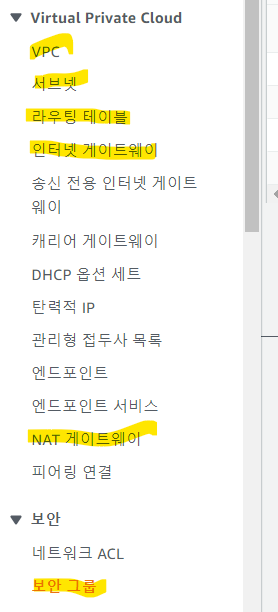 Virtual Private Cloud
VPC
서브넷
라우팅 테이블
인터넷 게이트웨이
송신 전용 인터넷 게이트
웨이
캐리어 게이트웨이
DHCP 옵션 세트
탄력적 IP
관리형 접두사 목록
엔드포인트
엔드포인트 서비스
NAT 게이트웨이
피어링 연결
보안
네트워크 ACL
보안 그룹